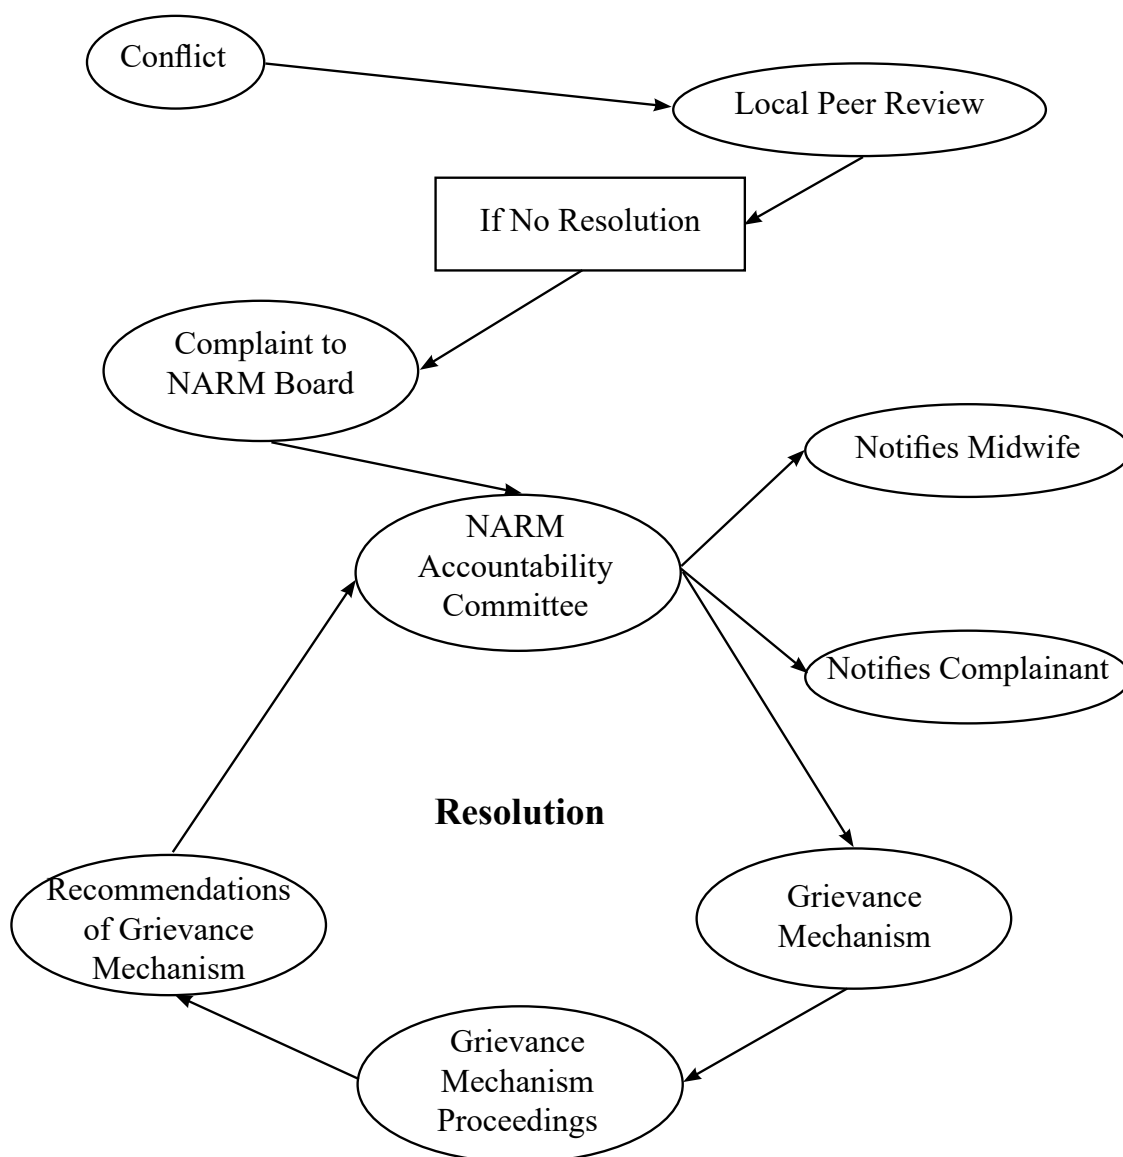 Conflict
Local Peer Review
If No Resolution
Complaint to
NARM Board
Notifies Midwife
NARM
Accountability
Committee
Notifies Complainant
Resolution
Recommendations
of Grievance
Mechanism
Grievance
Mechanism
Grievance
Mechanism
Proceedings